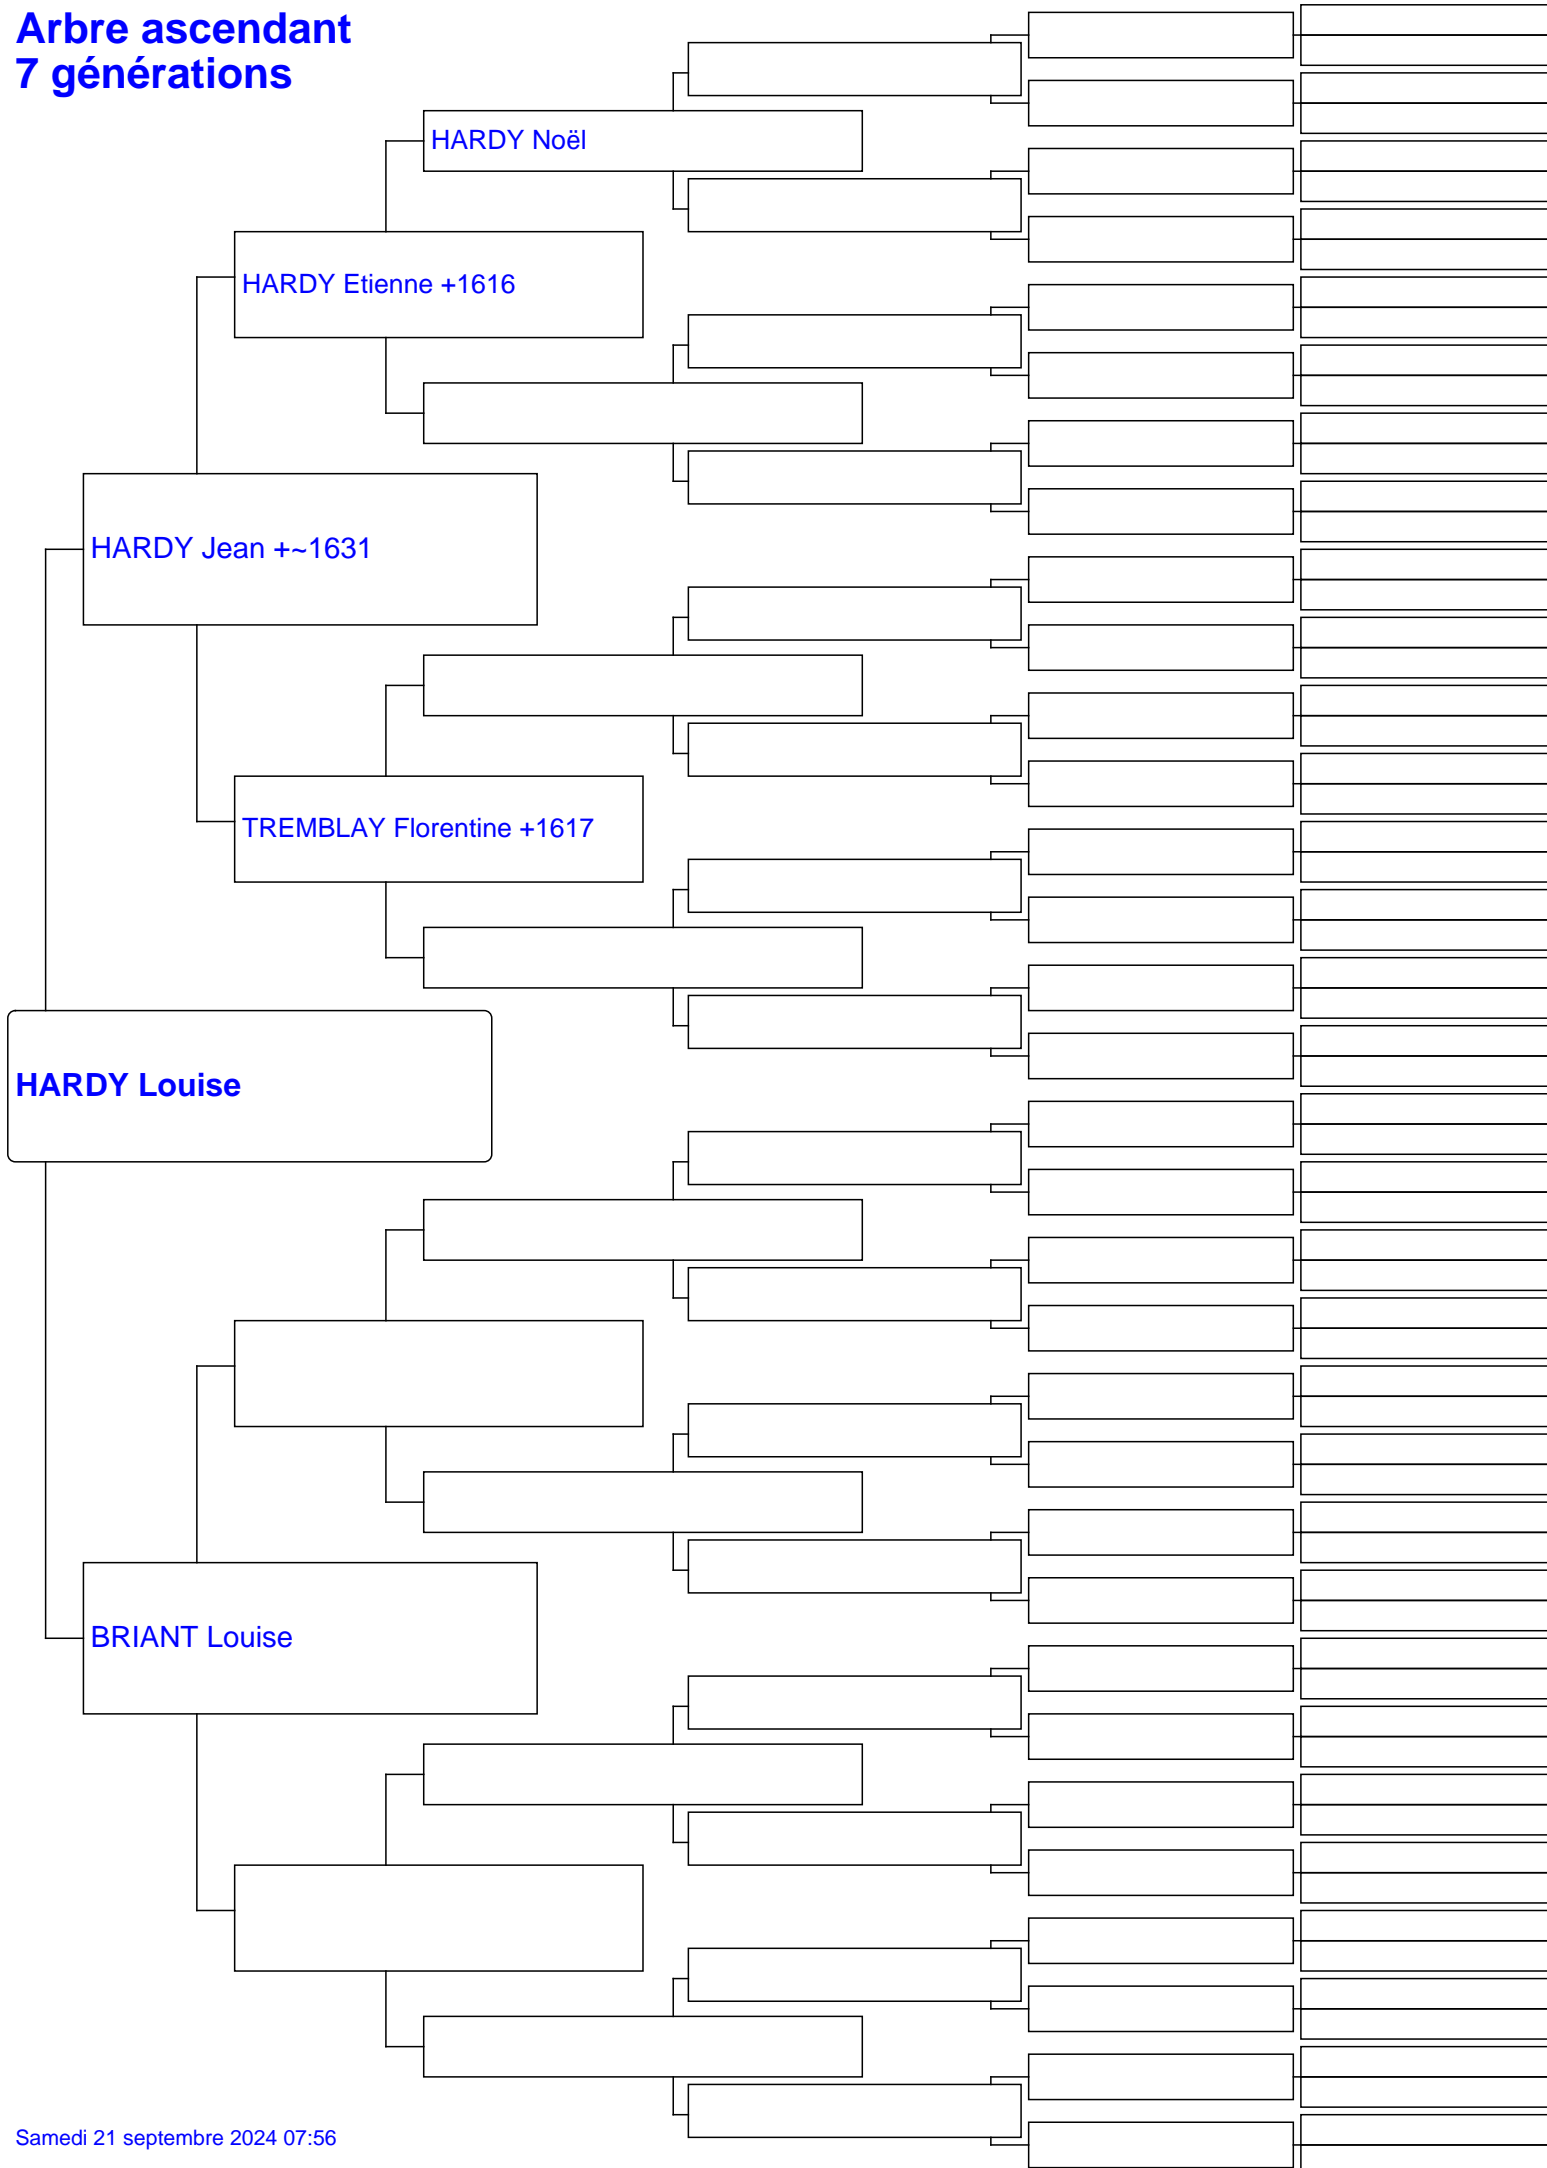 Arbre ascendant
7 générations
HARDY Noël
HARDY Etienne +1616
HARDY Jean +~1631
TREMBLAY Florentine +1617
HARDY Louise
BRIANT Louise
Samedi 21 septembre 2024 07:56